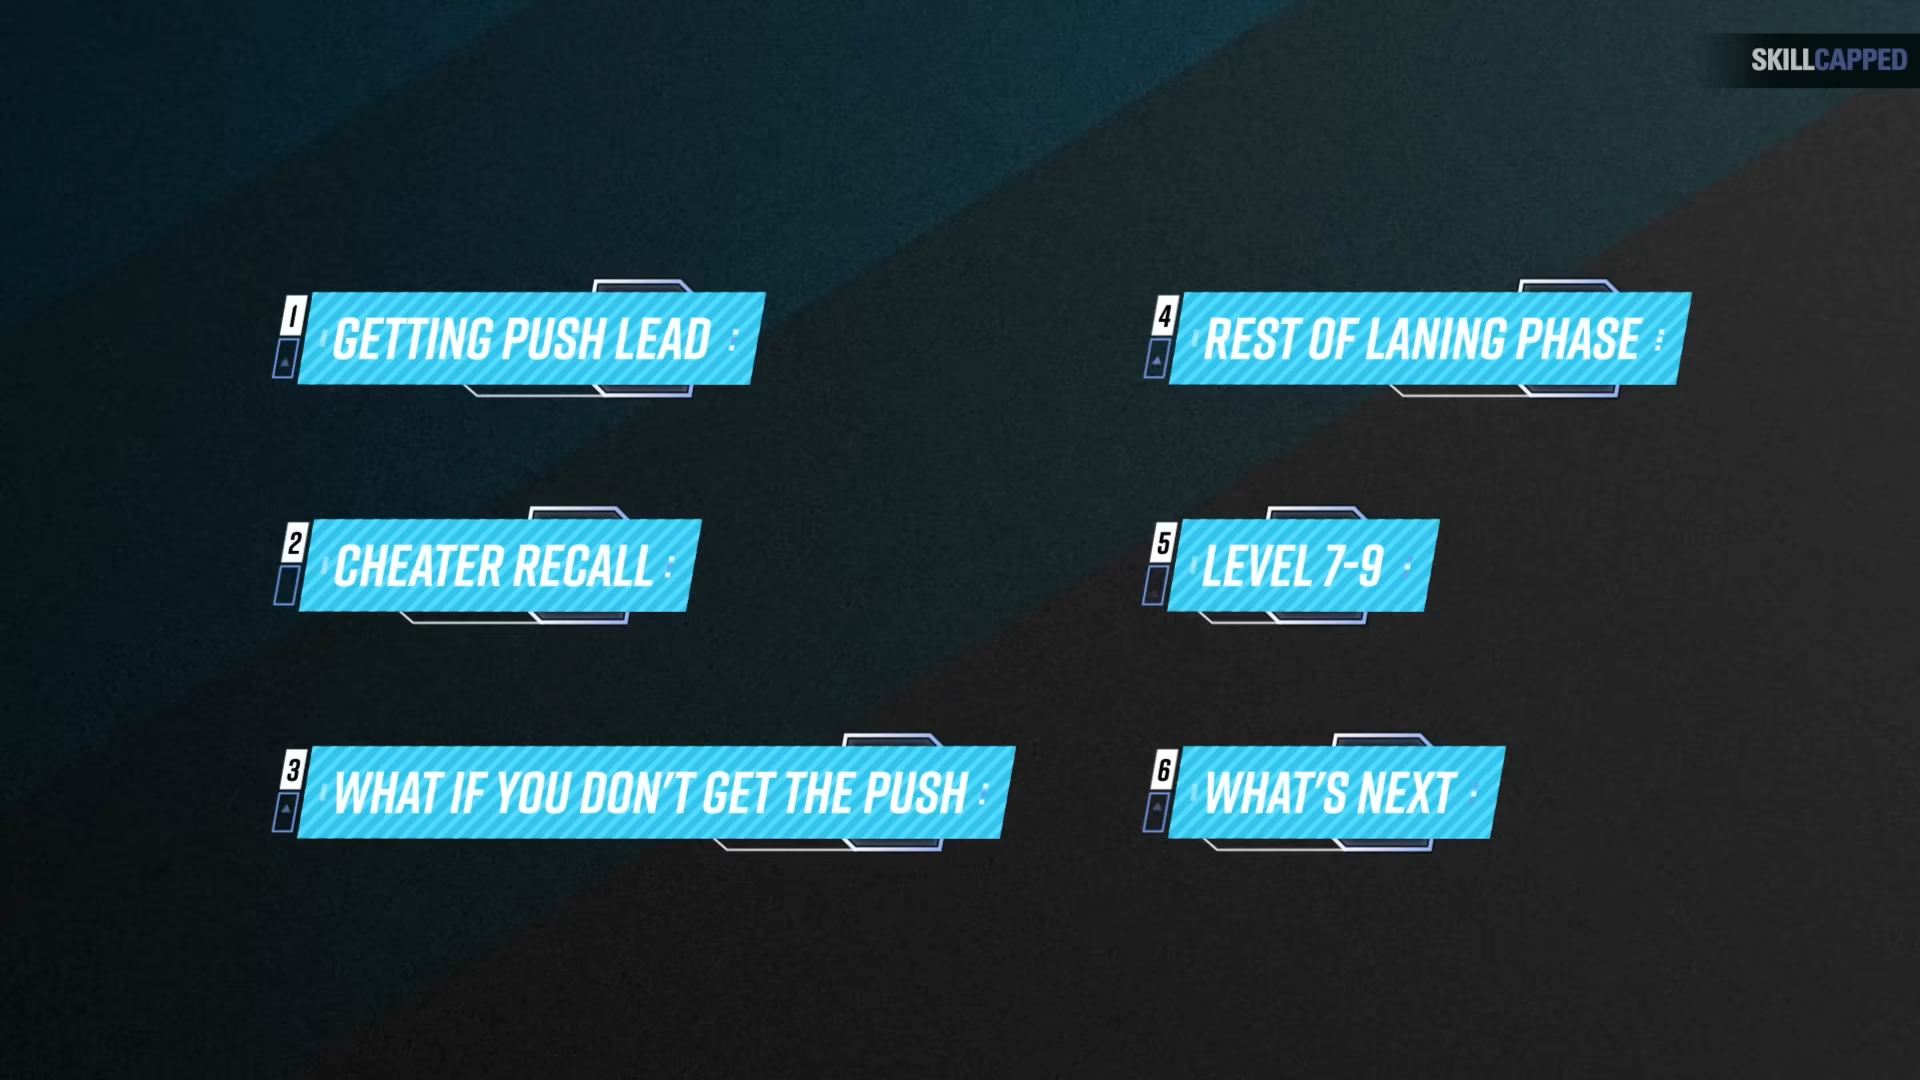 SKILLCAPPED
1 GETTING PUSH LEAD
2 CHEATER RECALL
3 WHAT IF YOU DON'T GET THE PUSH
4 REST OF LANING PHASE
5 LEVEL 7-9
6 WHAT'S NEXT